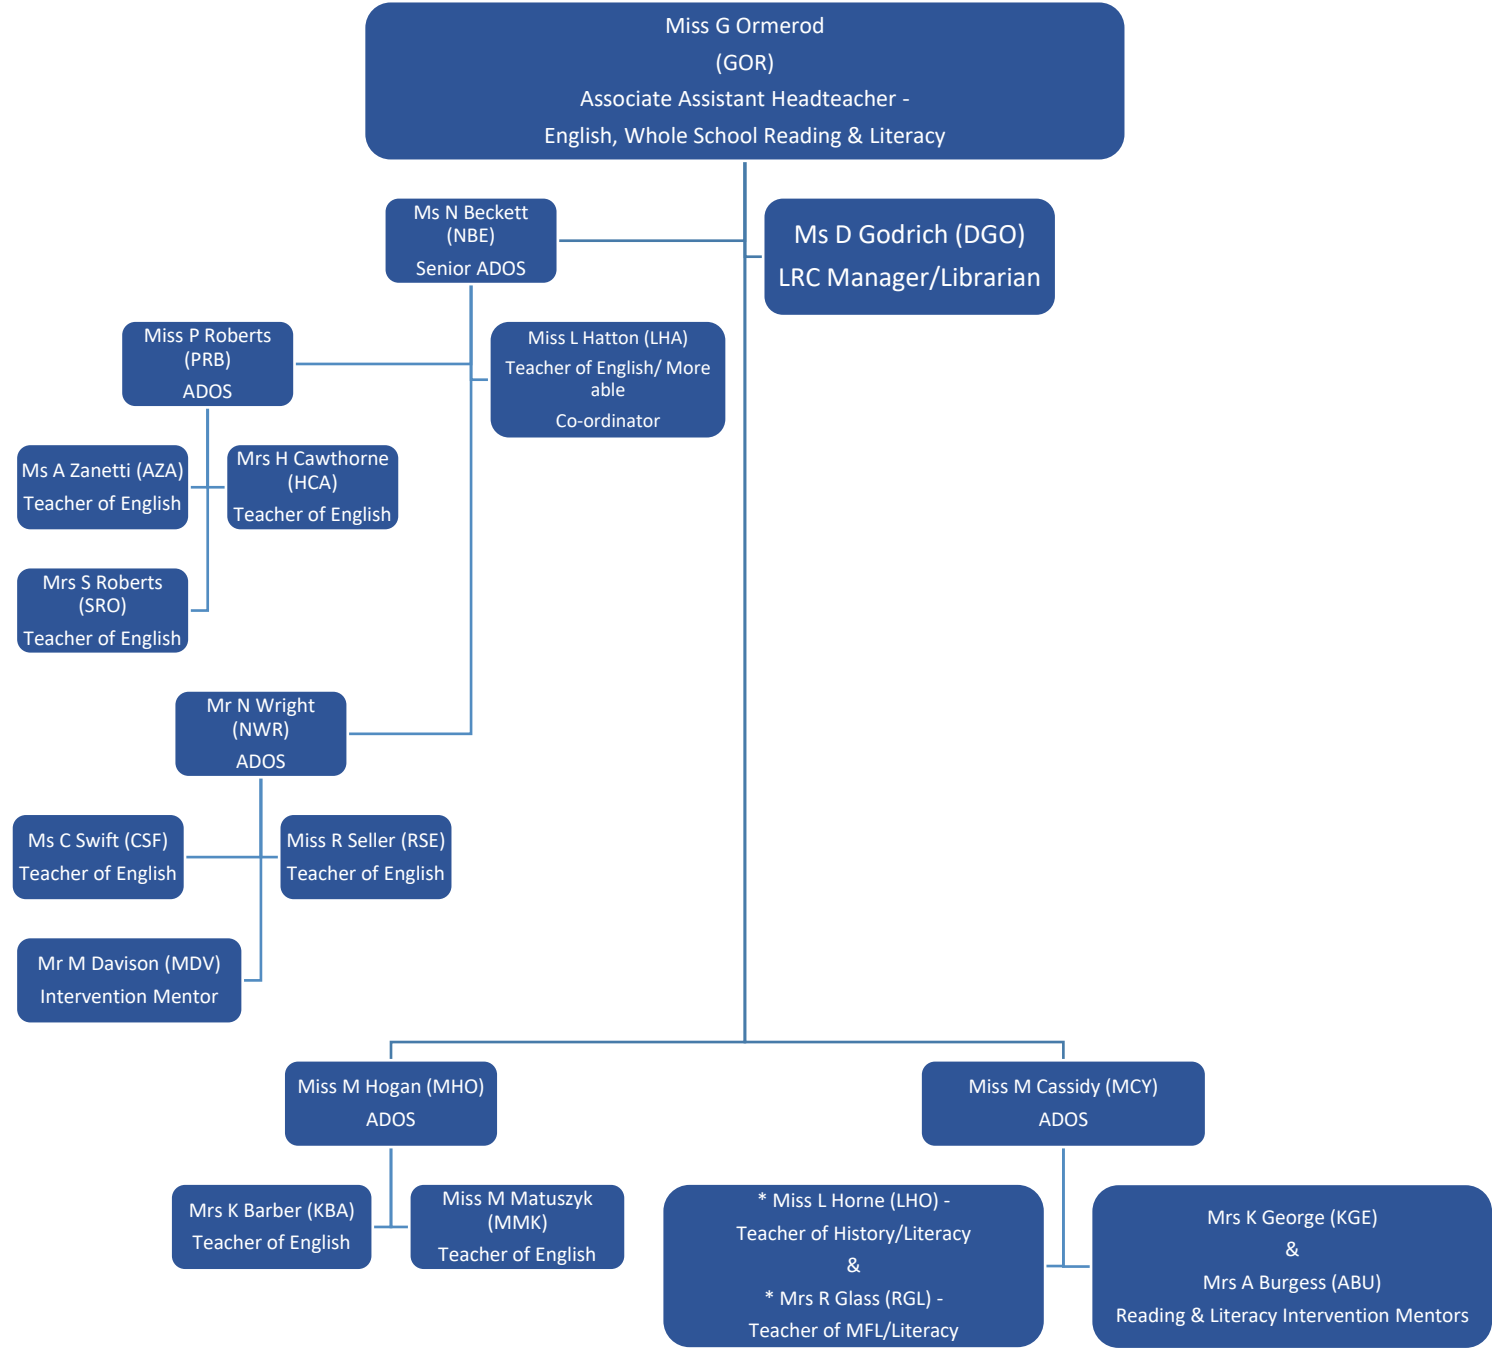 Miss G Ormerod
(GOR)
Associate Assistant Headteacher -
English, Whole School Reading & Literacy
Ms N Beckett
(NBE)
Senior ADOS
Ms D Godrich (DGO)
LRC Manager/Librarian
Miss P Roberts
(PRB)
ADOS
Miss L Hatton (LHA)
Teacher of English/ More
able
Co-ordinator
Ms A Zanetti (AZA)
Teacher of English
Mrs H Cawthorne
(HCA)
Teacher of English
Mrs S Roberts
(SRO)
Teacher of English
Mr N Wright
(NWR)
ADOS
Ms C Swift (CSF)
Teacher of English
Miss R Seller (RSE)
Teacher of English
Mr M Davison (MDV)
Intervention Mentor
Miss M Hogan (MHO)
ADOS
Miss M Cassidy (MCY)
ADOS
Mrs K Barber (KBA)
Teacher of English
Miss M Matuszyk
(MMK)
Teacher of English
* Miss L Horne (LHO) -
Teacher of History/Literacy
&
* Mrs R Glass (RGL) -
Teacher of MFL/Literacy
Mrs K George (KGE)
&
Mrs A Burgess (ABU)
Reading & Literacy Intervention Mentors